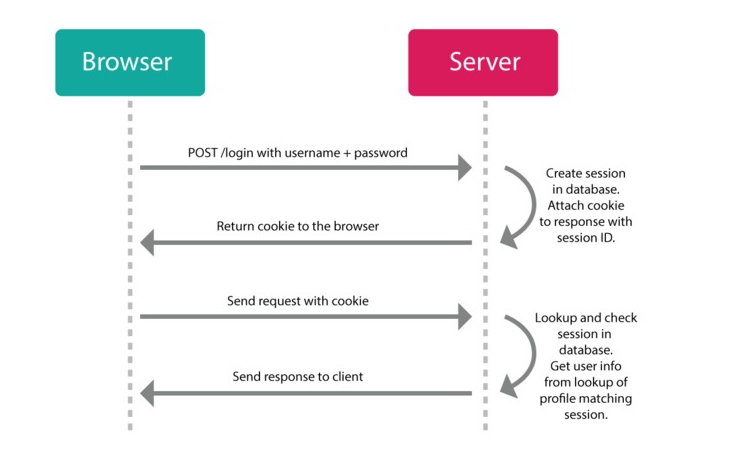 Browser
Server
POST /login with username + password
Create session
in database.
Attach cookie
to response with
session ID.
Return cookie to the browser
Send request with cookie
Lookup and check
session in
database.
Get user info
from lookup of
profile matching
session.
Send response to client